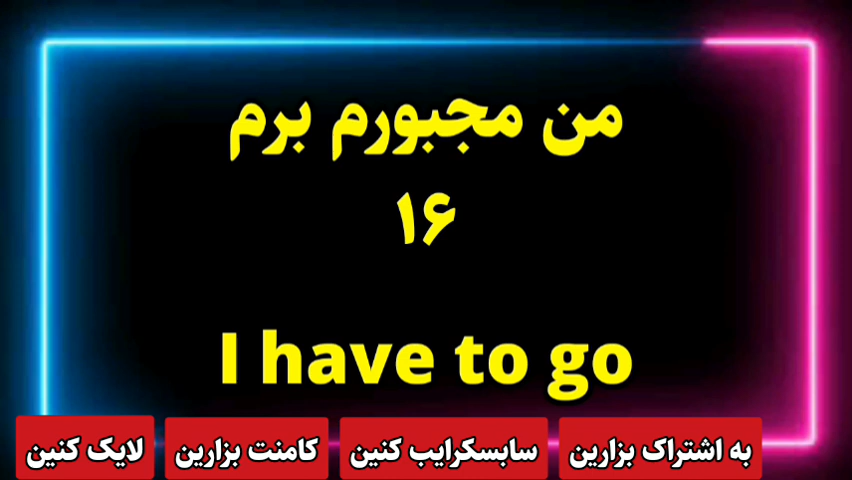 من مجبورم برم
۱۶
I have to go
به اشتراک بزارین
سابسکرایب کنین
کامنت بزارین
لایک کنین